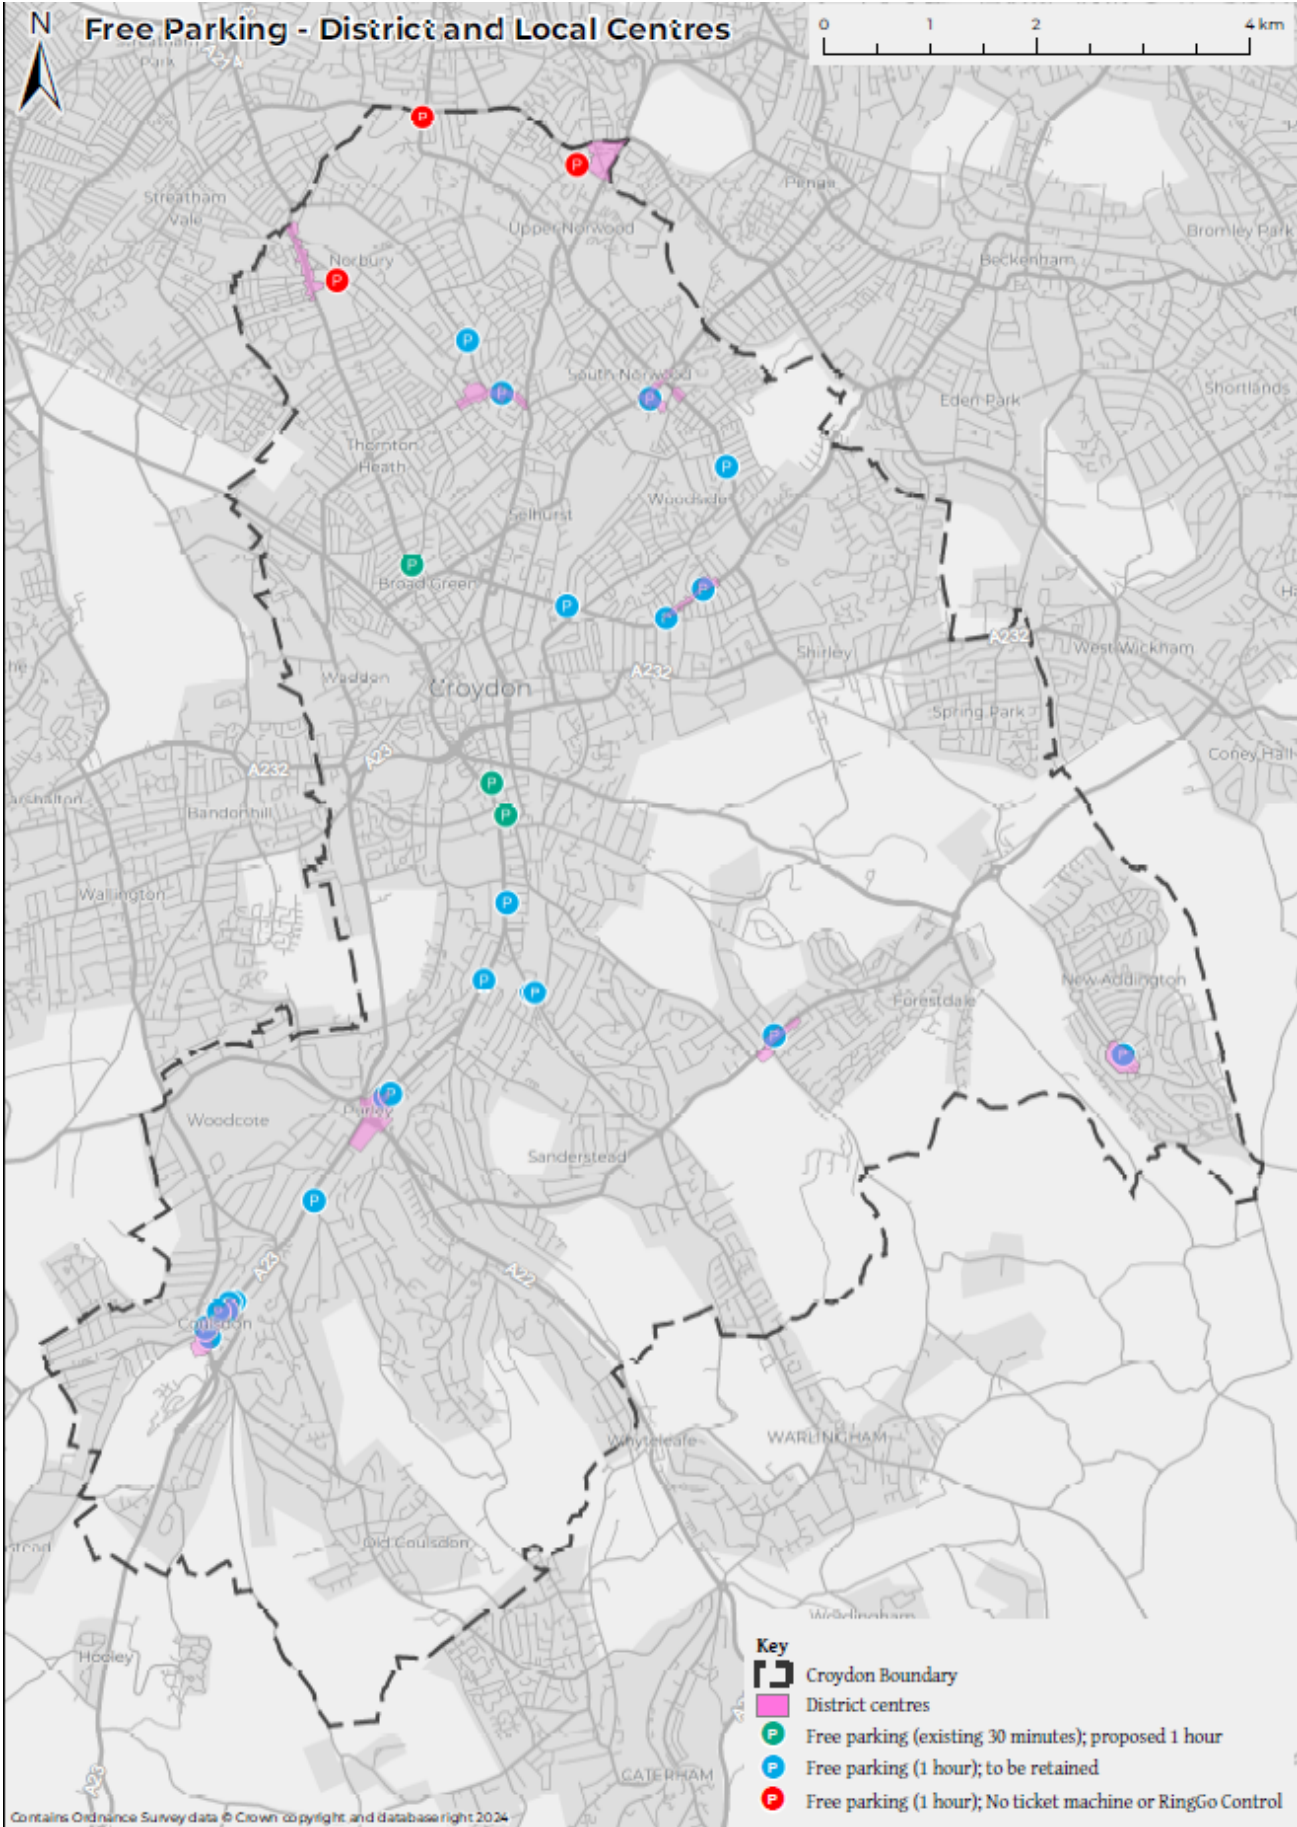 N
Free Parking - District and Local Centres
0 1 2 4 km
Streatham
Park
Streatham
Vale
Penge
Upper Norwood
Bromley Park
Norbury
Beckenham
South Norwood
Shortlands
Eden Park
Thornton
Heath
Woodside
Selhurst
Broad Green
A232
West Wickham
Shirley
A232
Waddon
Croydon
Spring Park
A23
A232
Coney Hall
Bandonhill
Wallington
New Addington
Forestdale
Purley
Woodcote
Sanderstead
A23
A22
Coulsdon
Whyteleafe
WARLINGHAM
Old Coulsdon
Woldingham
Hooley
CATERHAM
A23
Key
Croydon Boundary
District centres
P Free parking (existing 30 minutes); proposed 1 hour
P Free parking (1 hour); to be retained
P Free parking (1 hour); No ticket machine or RingGo Control
Contains Ordnance Survey data © Crown copyright and database right 2024